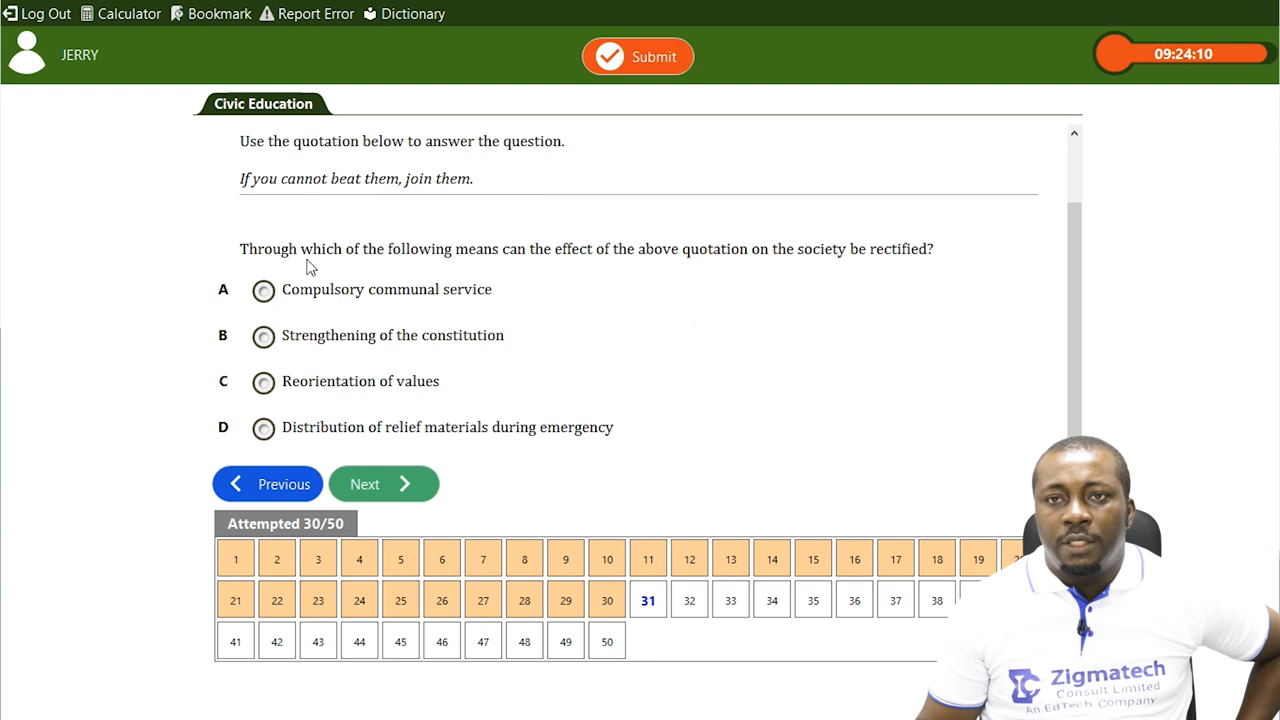 Log Out Calculator Bookmark Report Error Dictionary
JERRY
Submit
09:24:10
Civic Education
Use the quotation below to answer the question.
If you cannot beat them, join them.
Through which of the following means can the effect of the above quotation on the society be rectified?
A Compulsory communal service
B Strengthening of the constitution
C Reorientation of values
D Distribution of relief materials during emergency
Previous Next
Attempted 30/50
1 2 3 4 5 6 7 8 9 10 11 12 13 14 15 16 17 18 19
21 22 23 24 25 26 27 28 29 30 31 32 33 34 35 36 37 38
41 42 43 44 45 46 47 48 49 50
Zigmatech
Consult Limited
An EdTech Company